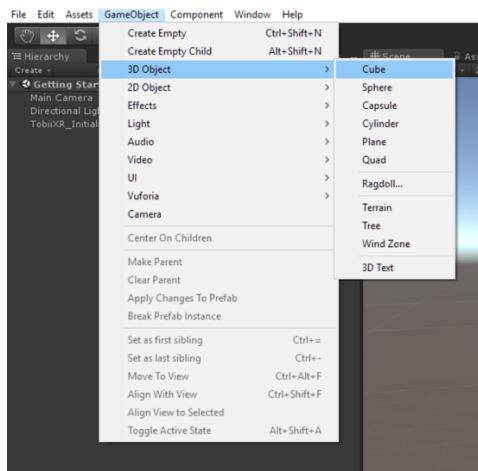 File Edit Assets GameObject Component Window Help
Hierarchy
Create
Getting Star
Main Camera
Directional Ligh
TobiiXR_Initiali
Create Empty Ctrl+Shift+N
Create Empty Child Alt+Shift+N
3D Object
2D Object
Effects
Light
Audio
Video
UI
Vuforia
Camera
Center On Children
Make Parent
Clear Parent
Apply Changes To Prefab
Break Prefab Instance
Set as first sibling Ctrl+=
Set as last sibling Ctrl+-
Move To View Ctrl+Alt+F
Align With View Ctrl+Shift+F
Align View to Selected
Toggle Active State Alt+Shift+A
Scene
Ass
Cube
Sphere
Capsule
Cylinder
Plane
Quad
Ragdoll...
Terrain
Tree
Wind Zone
3D Text